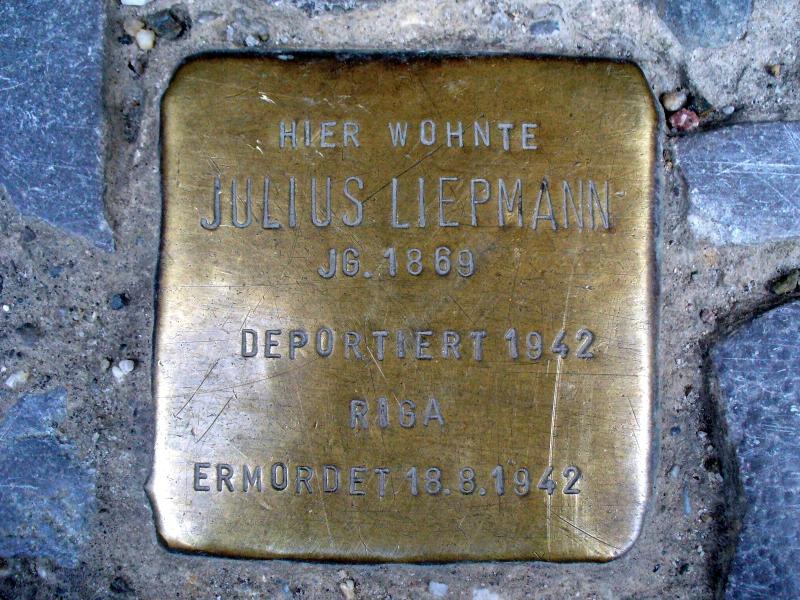 HIER WOHNTE
JULIUS LIEPMANN
JG. 1869
DEPORTIERT 1942
RIGA
ERMORDET 18.8.1942